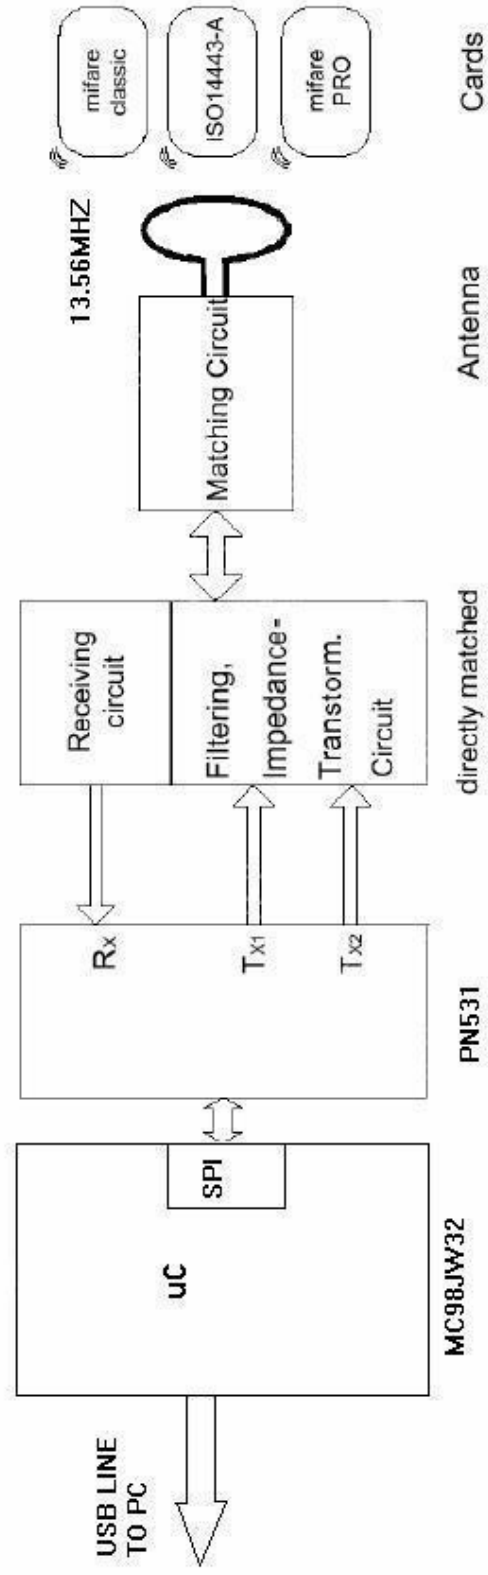 USB LINE
TO PC
uC
SPI
MC98JW32
Rx
Tx1
Tx2
PN531
Receiving
circuit
Filtering,
Impedance-
Transtorm.
Circuit
directly matched
Matching Circuit
Antenna
13.56MHZ
mifare
classic
ISO14443-A
mifare
PRO
Cards